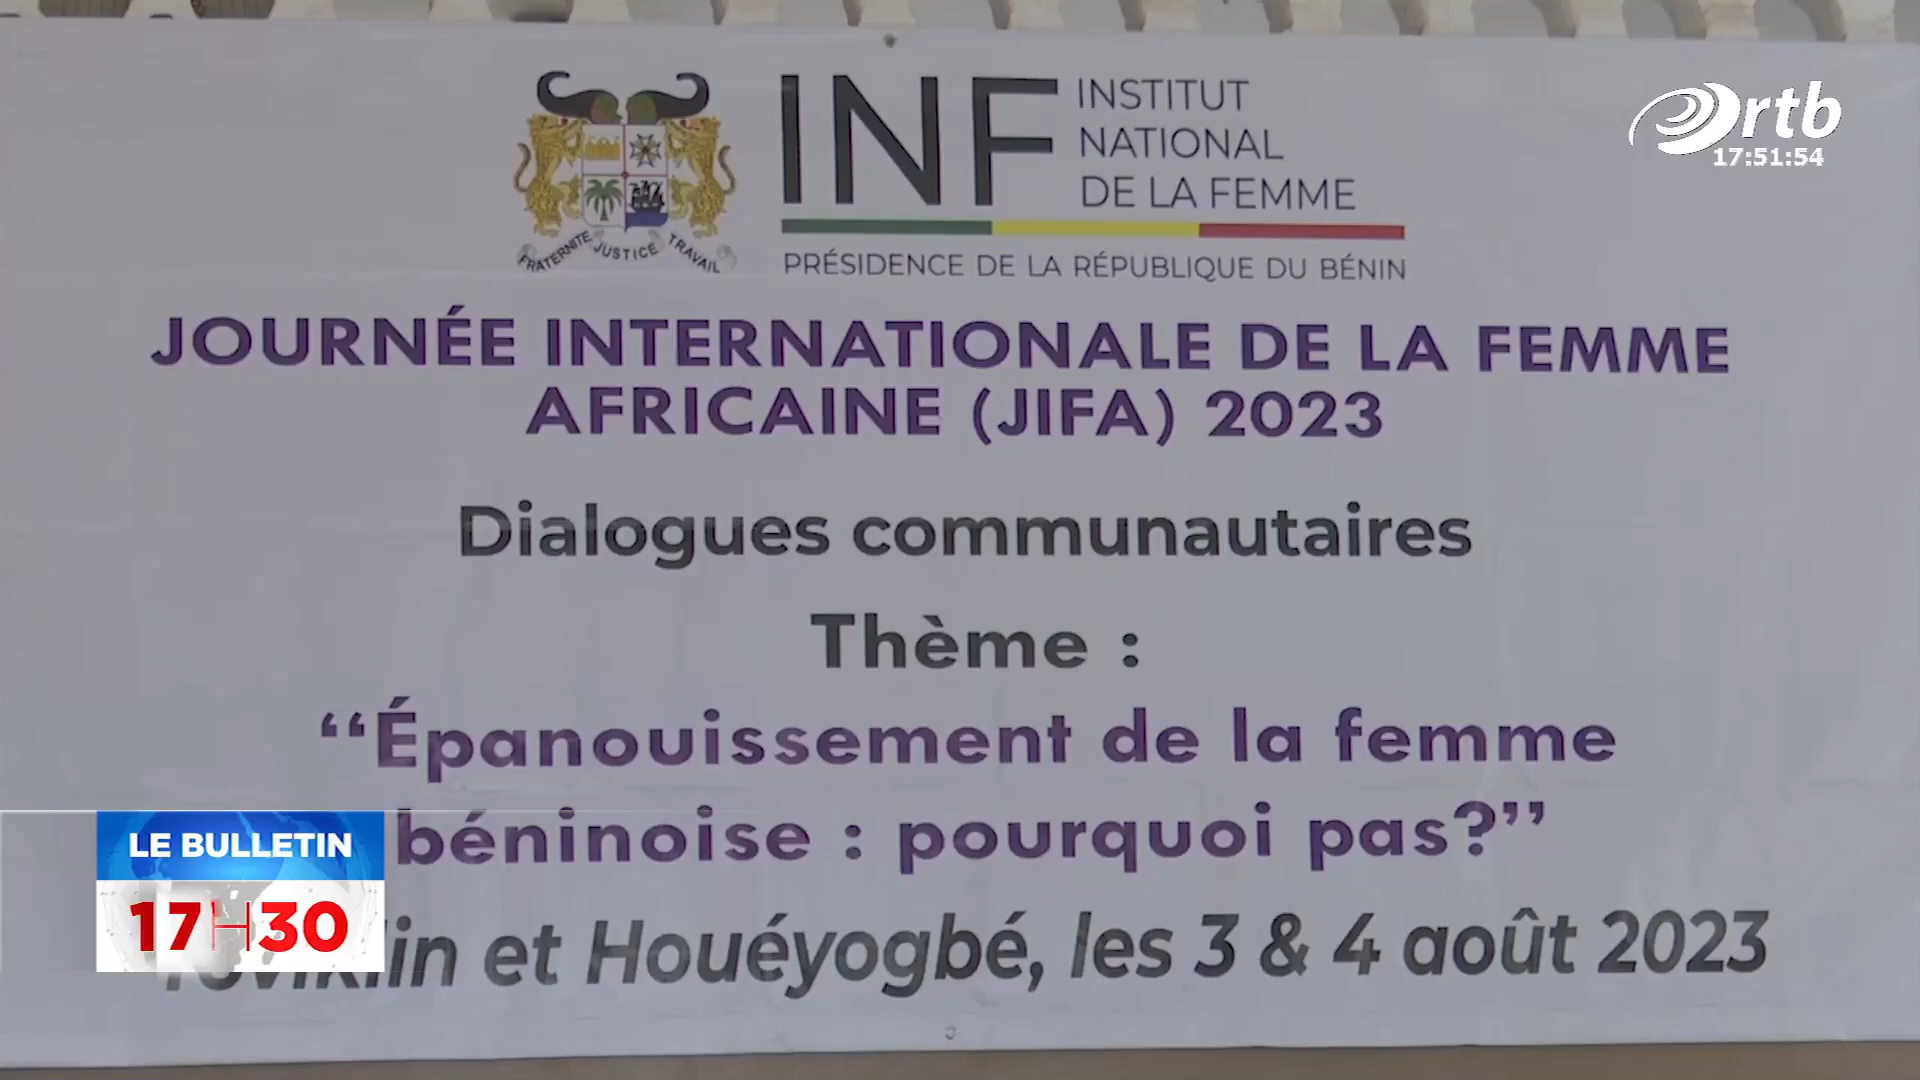 INF
INSTITUT
NATIONAL
DE LA FEMME
rtb
17:51:54
FRATERNITE JUSTICE TRAVAIL
PRÉSIDENCE DE LA RÉPUBLIQUE DU BÉNIN
JOURNÉE INTERNATIONALE DE LA FEMME
AFRICAINE (JIFA) 2023
Dialogues communautaires
Thème :
‘‘Épanouissement de la femme
béninoise : pourquoi pas?’’
et Houéyogbé, les 3 & 4 août 2023
LE BULLETIN
17H30